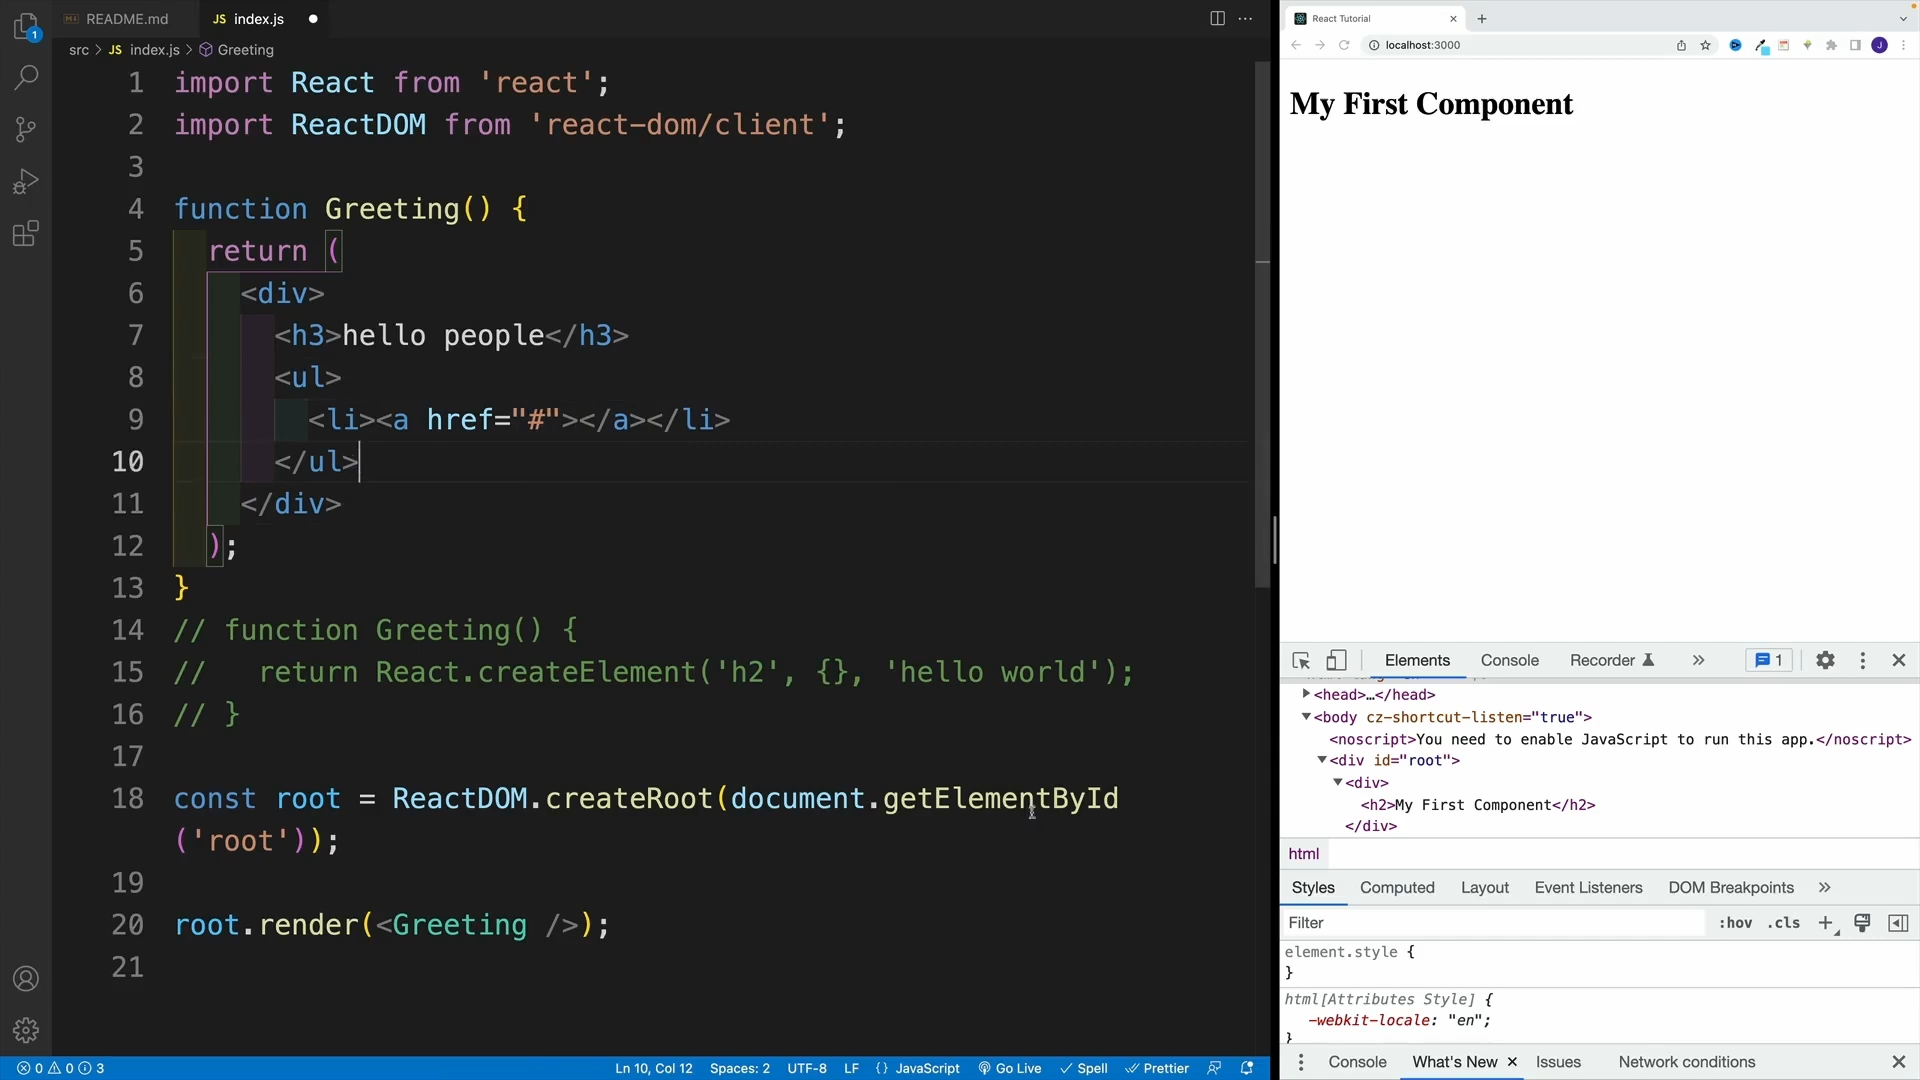 README.md
JS index.js
1
src > JS index.js > Greeting
1 import React from 'react';
2 import ReactDOM from 'react-dom/client';
3
4 function Greeting() {
5 return (
6 <div>
7 <h3>hello people</h3>
8 <ul>
9 <li><a href="#"></a></li>
10 </ul>
11 </div>
12 );
13 }
14 // function Greeting() {
15 //   return React.createElement('h2', {}, 'hello world');
16 // }
17
18 const root = ReactDOM.createRoot(document.getElementById
('root'));
19
20 root.render(<Greeting />);
21
0 0 3
Ln 10, Col 12 Spaces: 2 UTF-8 LF {} JavaScript Go Live Spell Prettier
React Tutorial
localhost:3000
J
My First Component
Elements Console Recorder 1
<head>…</head>
<body cz-shortcut-listen="true">
<noscript>You need to enable JavaScript to run this app.</noscript>
<div id="root">
<div>
<h2>My First Component</h2>
</div>
html
Styles Computed Layout Event Listeners DOM Breakpoints
Filter :hov .cls
element.style {
}
html[Attributes Style] {
-webkit-locale: "en";
}
Console What's New Issues Network conditions